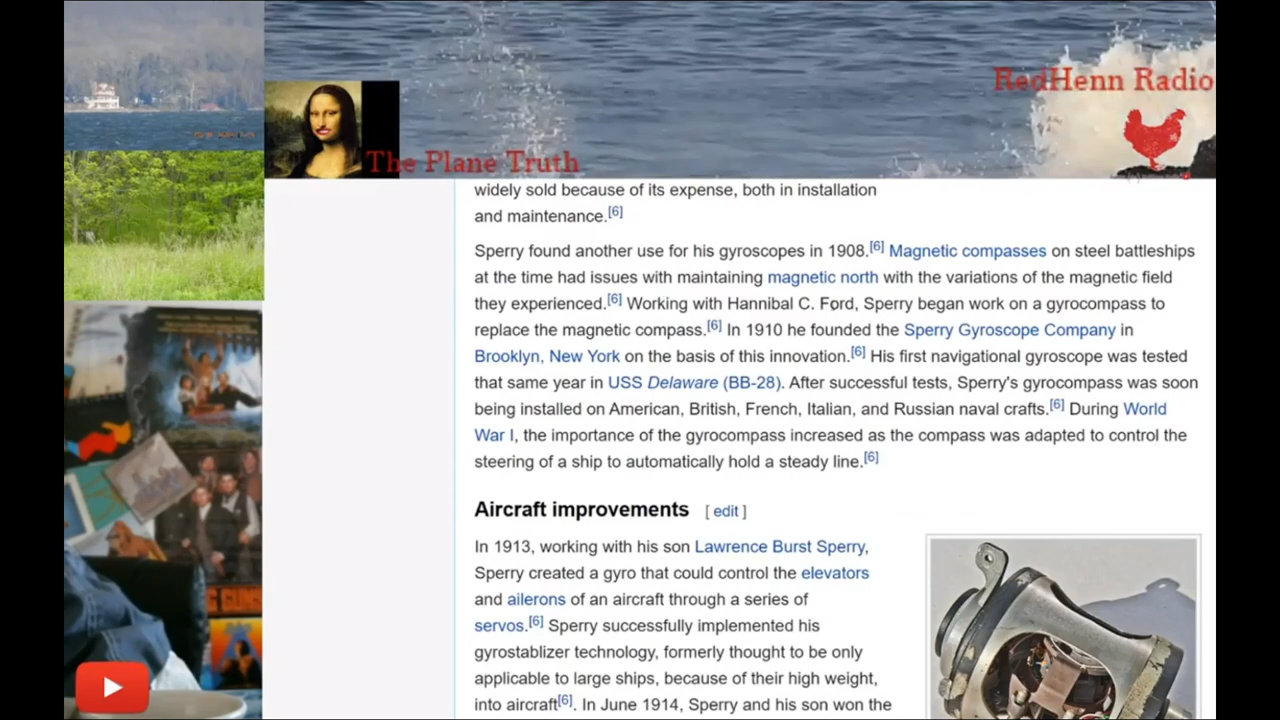 RedHenn Radio
The Plane Truth
widely sold because of its expense, both in installation
and maintenance.[6]
Sperry found another use for his gyroscopes in 1908.[6] Magnetic compasses on steel battleships
at the time had issues with maintaining magnetic north with the variations of the magnetic field
they experienced.[6] Working with Hannibal C. Ford, Sperry began work on a gyrocompass to
replace the magnetic compass.[6] In 1910 he founded the Sperry Gyroscope Company in
Brooklyn, New York on the basis of this innovation.[6] His first navigational gyroscope was tested
that same year in USS Delaware (BB-28). After successful tests, Sperry's gyrocompass was soon
being installed on American, British, French, Italian, and Russian naval crafts.[6] During World
War I, the importance of the gyrocompass increased as the compass was adapted to control the
steering of a ship to automatically hold a steady line.[6]
Aircraft improvements [ edit ]
In 1913, working with his son Lawrence Burst Sperry,
Sperry created a gyro that could control the elevators
and ailerons of an aircraft through a series of
servos.[6] Sperry successfully implemented his
gyrostablizer technology, formerly thought to be only
applicable to large ships, because of their high weight,
into aircraft[6]. In June 1914, Sperry and his son won the